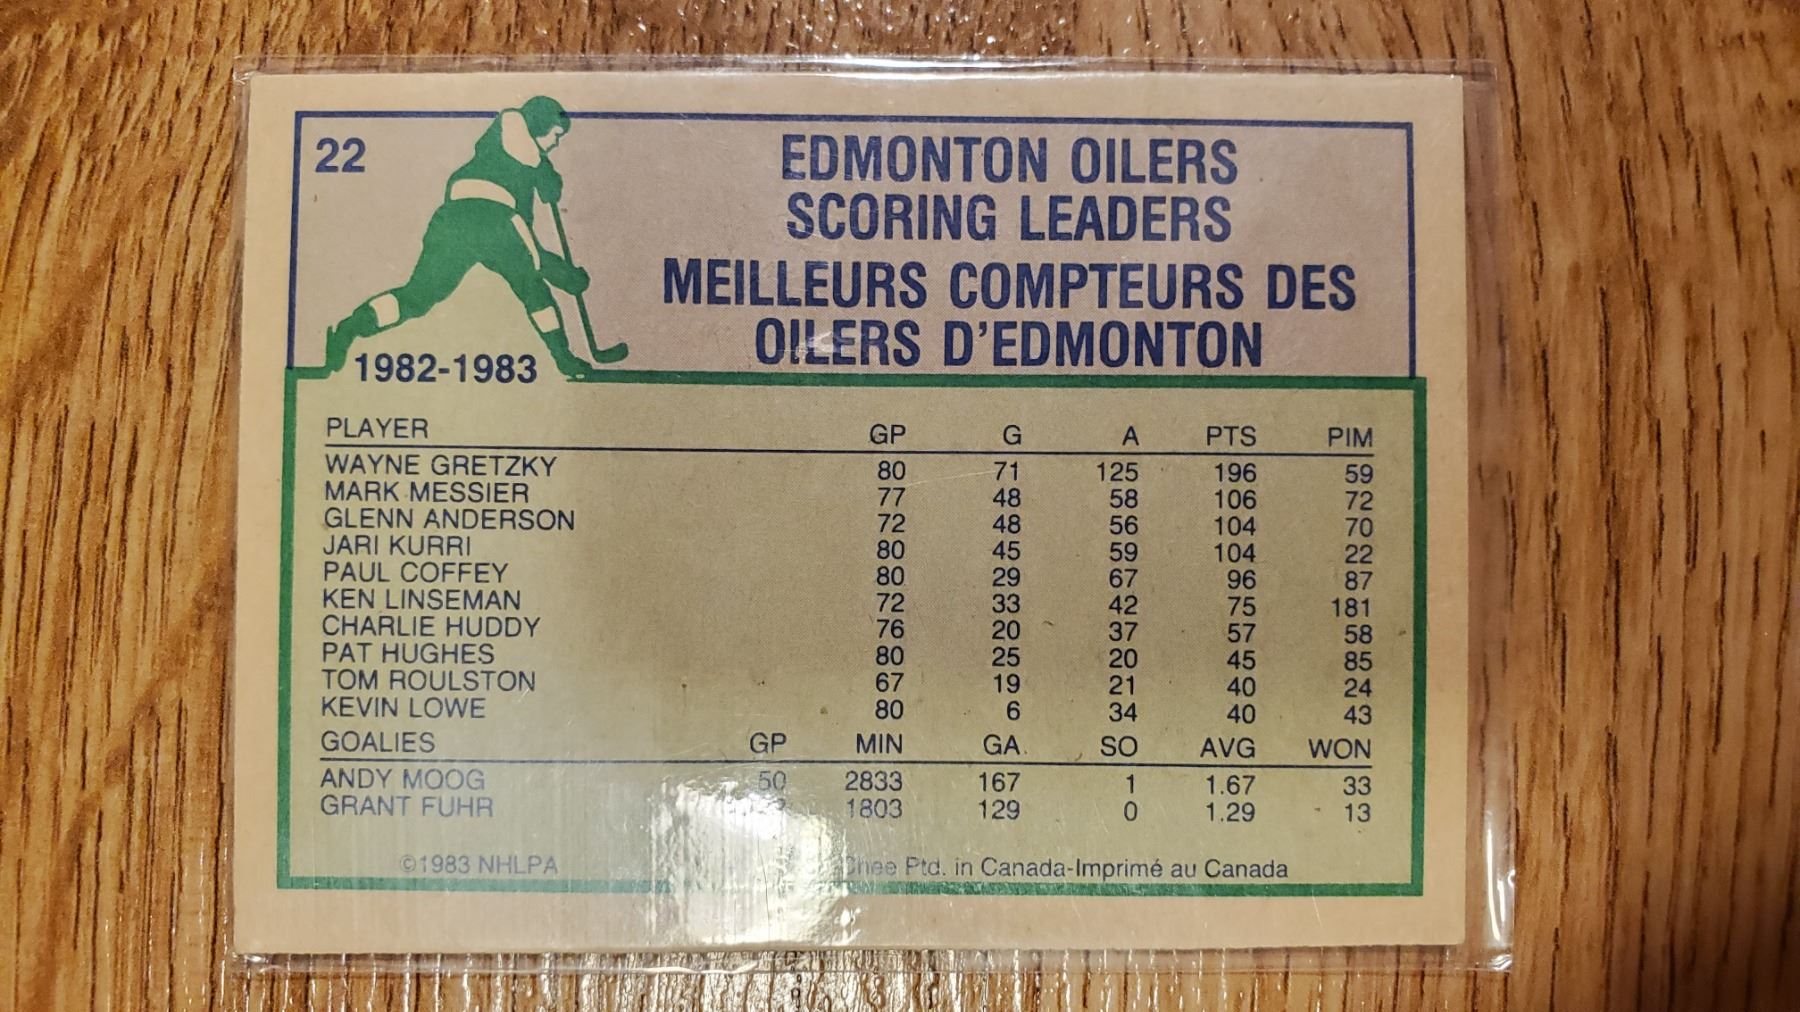 22
EDMONTON OILERS
SCORING LEADERS
MEILLEURS COMPTEURS DES
OILERS D'EDMONTON
1982-1983
PLAYER GP G A PTS PIM
WAYNE GRETZKY 80 71 125 196 59
MARK MESSIER 77 48 58 106 72
GLENN ANDERSON 72 48 56 104 70
JARI KURRI 80 45 59 104 22
PAUL COFFEY 80 29 67 96 87
KEN LINSEMAN 72 33 42 75 181
CHARLIE HUDDY 76 20 37 57 58
PAT HUGHES 80 25 20 45 85
TOM ROULSTON 67 19 21 40 24
KEVIN LOWE 80 6 34 40 43
GOALIES GP MIN GA SO AVG WON
ANDY MOOG 50 2833 167 1 1.67 33
GRANT FUHR 1803 129 0 1.29 13
©1983 NHLPA Ptd. in Canada-Imprimé au Canada